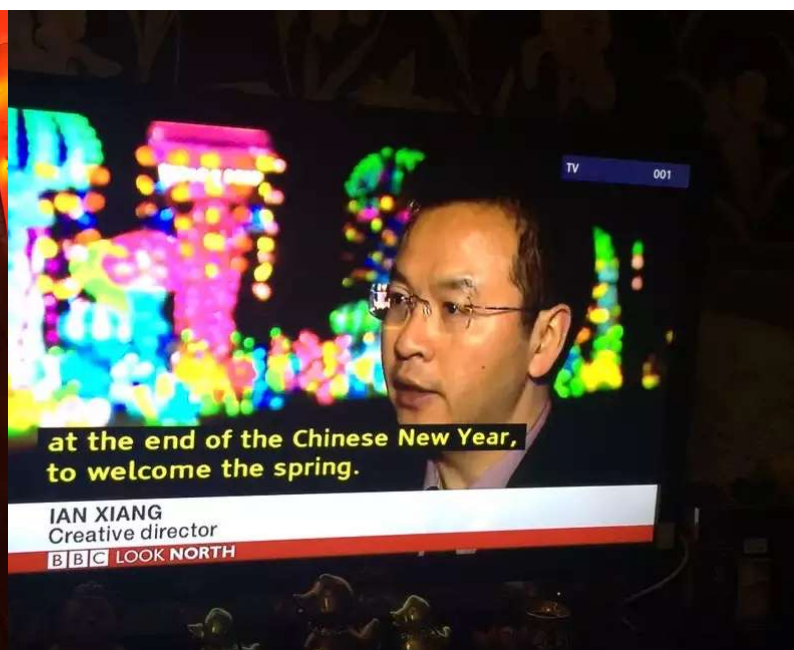 TV 001
at the end of the Chinese New Year,
to welcome the spring.
IAN XIANG
Creative director
BBC LOOK NORTH